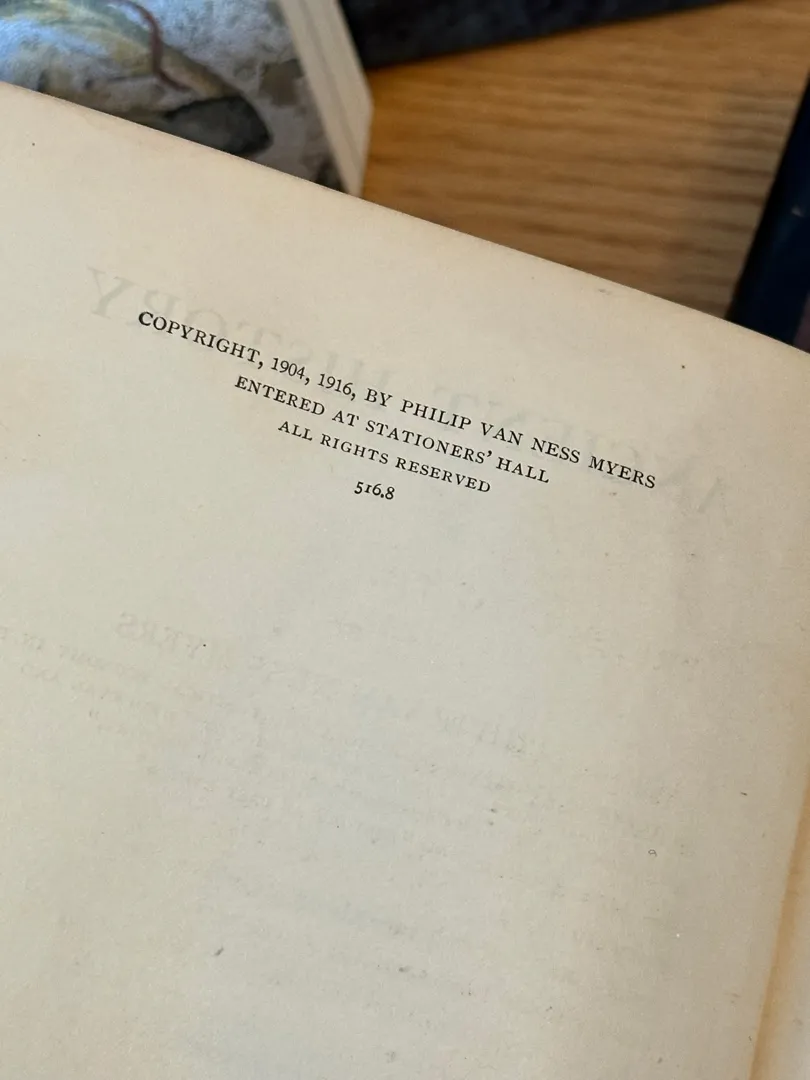 COPYRIGHT, 1904, 1916, BY PHILIP VAN NESS MYERS
ENTERED AT STATIONERS' HALL
ALL RIGHTS RESERVED
516.8